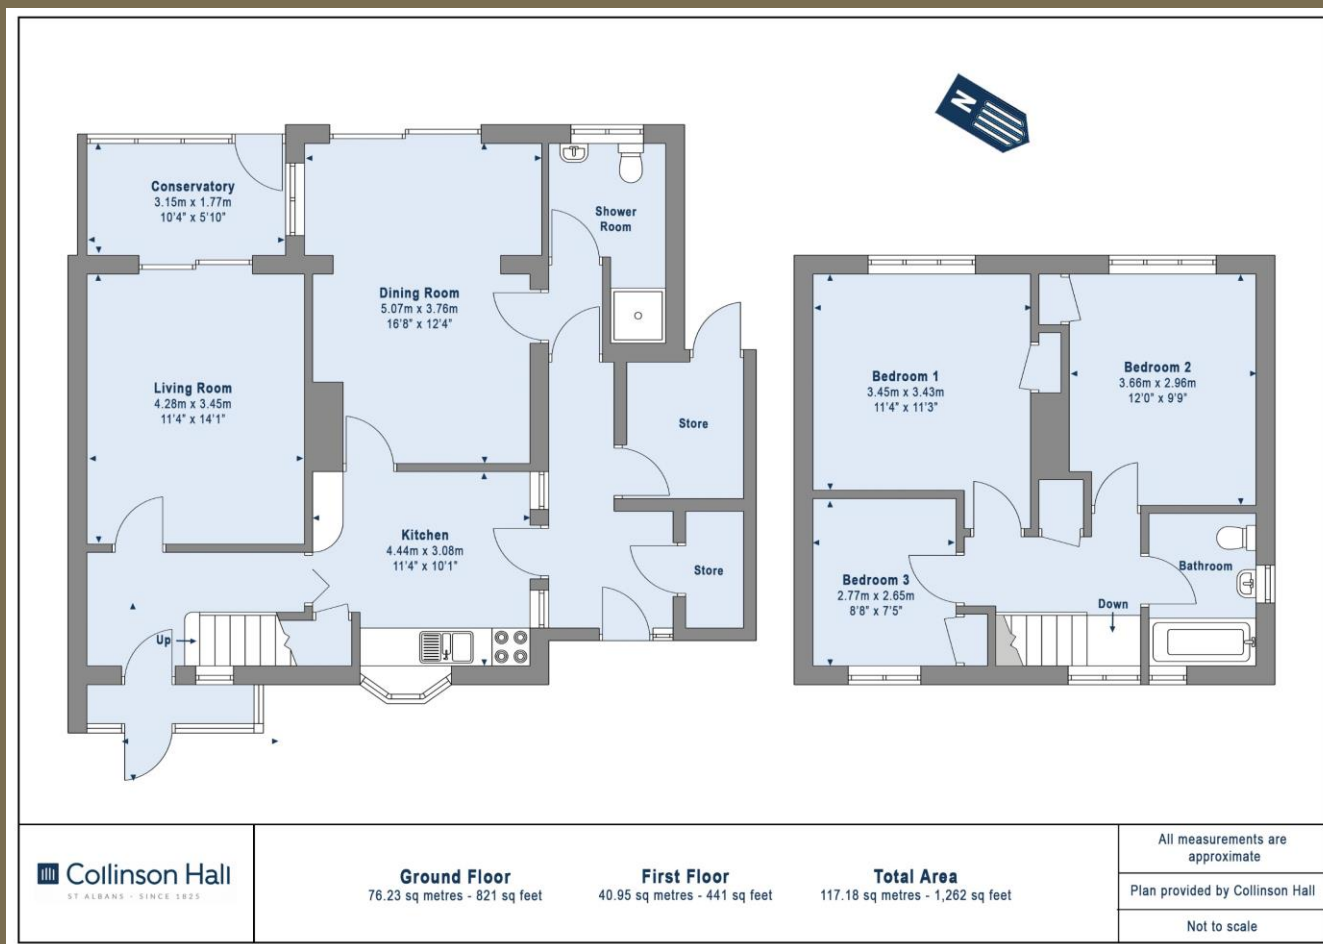 N
Conservatory
3.15m x 1.77m
10'4" x 5'10"
Shower
Room
Dining Room
5.07m x 3.76m
16'8" x 12'4"
Living Room
4.28m x 3.45m
11'4" x 14'1"
Store
Kitchen
4.44m x 3.08m
11'4" x 10'1"
Store
Up
Bedroom 1
3.45m x 3.43m
11'4" x 11'3"
Bedroom 2
3.66m x 2.96m
12'0" x 9'9"
Bedroom 3
2.77m x 2.65m
8'8" x 7'5"
Bathroom
Down
Collinson Hall
ST ALBANS - SINCE 1825
Ground Floor
76.23 sq metres - 821 sq feet
First Floor
40.95 sq metres - 441 sq feet
Total Area
117.18 sq metres - 1,262 sq feet
All measurements are
approximate
Plan provided by Collinson Hall
Not to scale